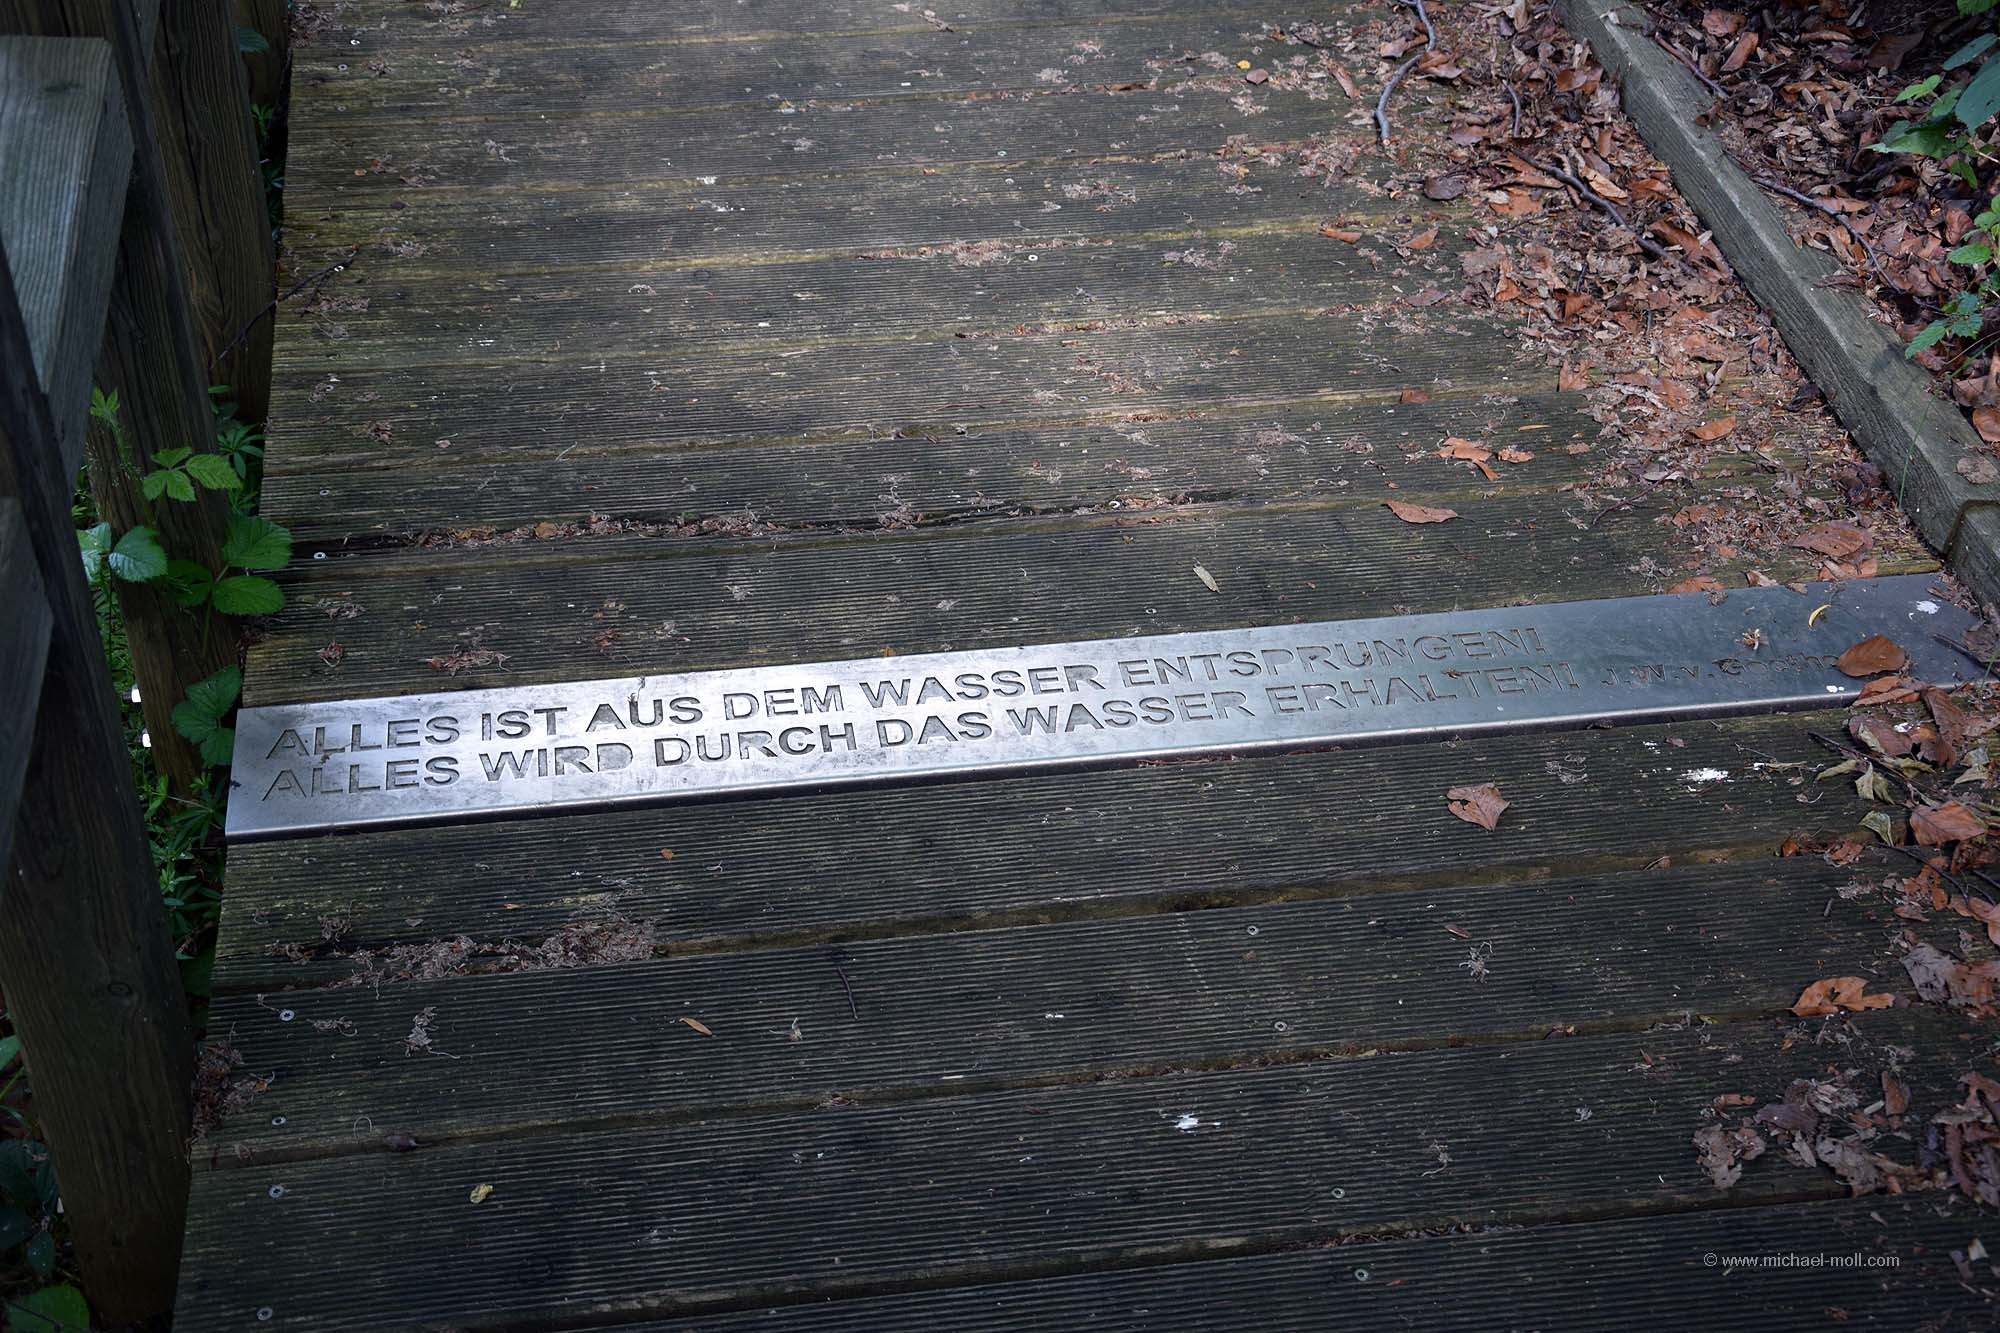 ALLES IST AUS DEM WASSER ENTSPRUNGEN!
ALLES WIRD DURCH DAS WASSER ERHALTEN! J.W.v.Goethe
© www.michael-moll.com